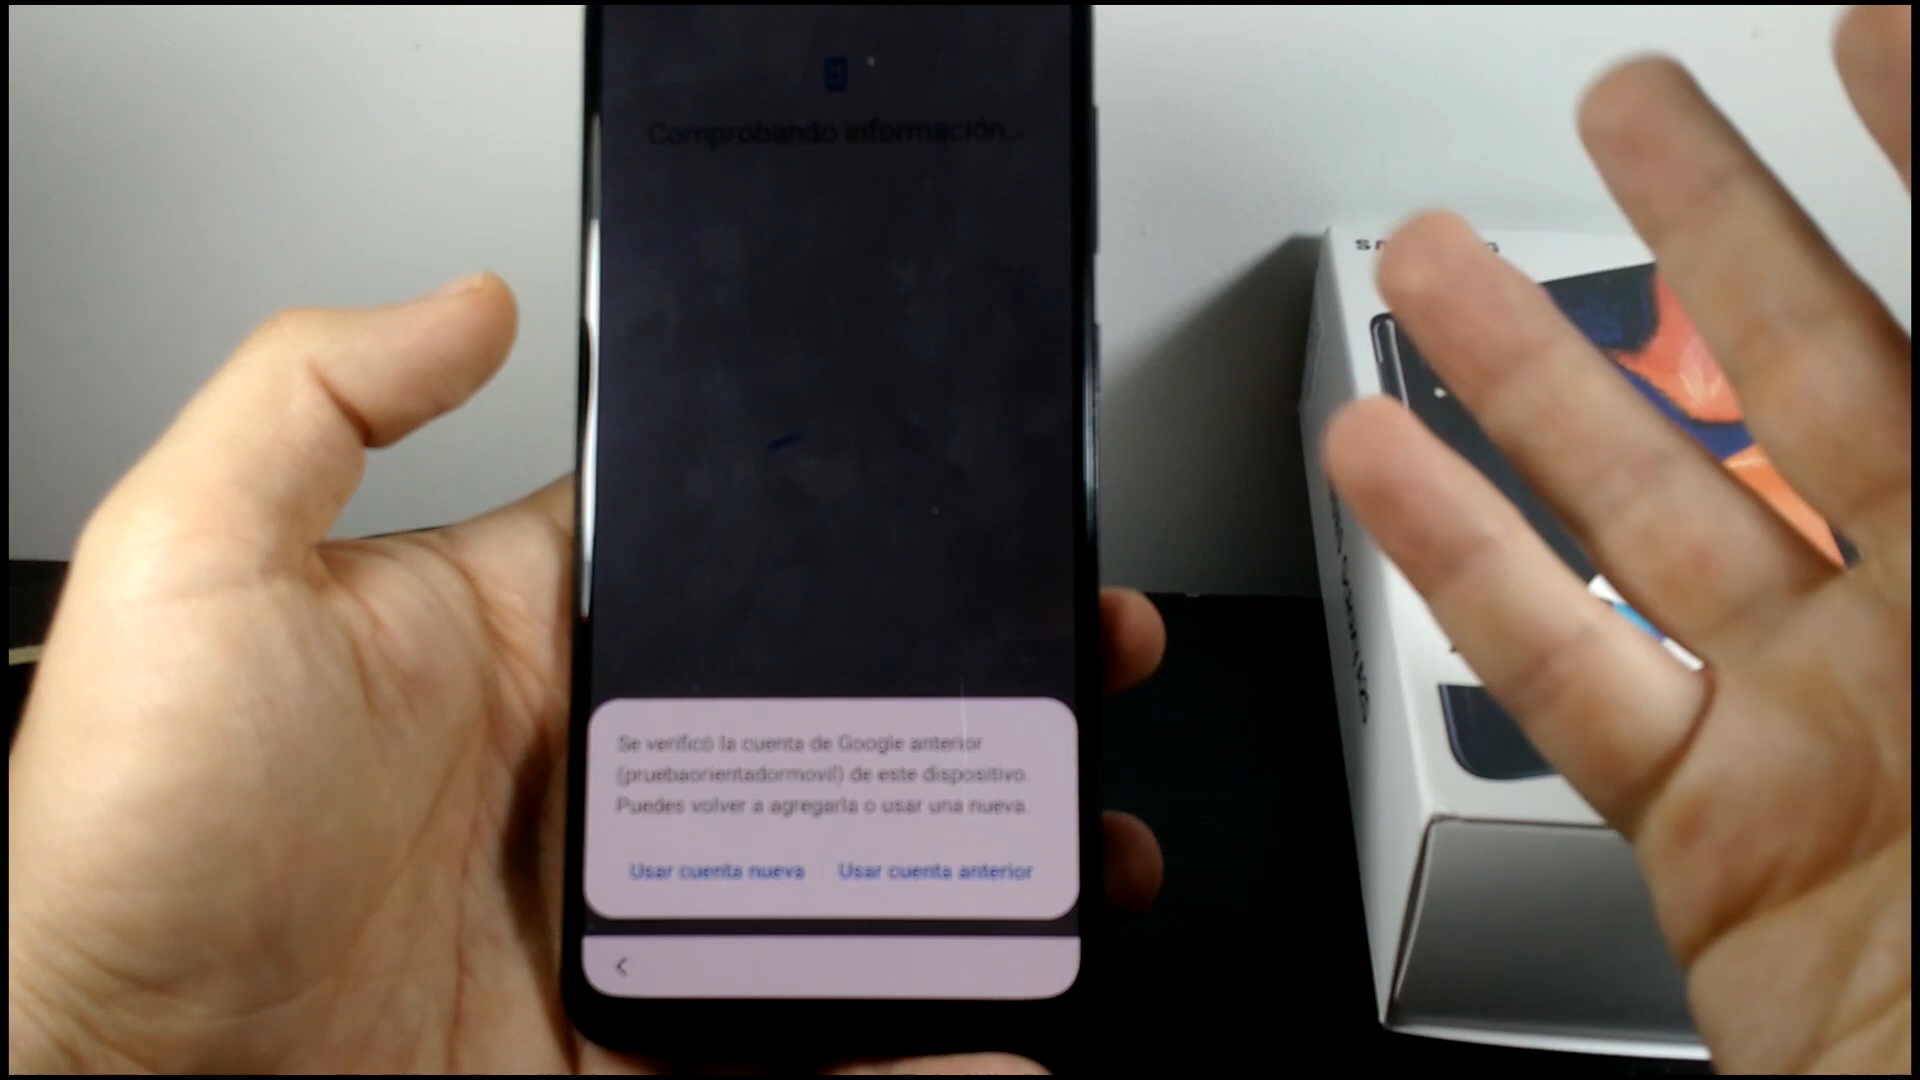 Comprobando información...
Se verificó la cuenta de Google anterior
(pruebaorientadormovil) de este dispositivo.
Puedes volver a agregarla o usar una nueva.
Usar cuenta nueva
Usar cuenta anterior